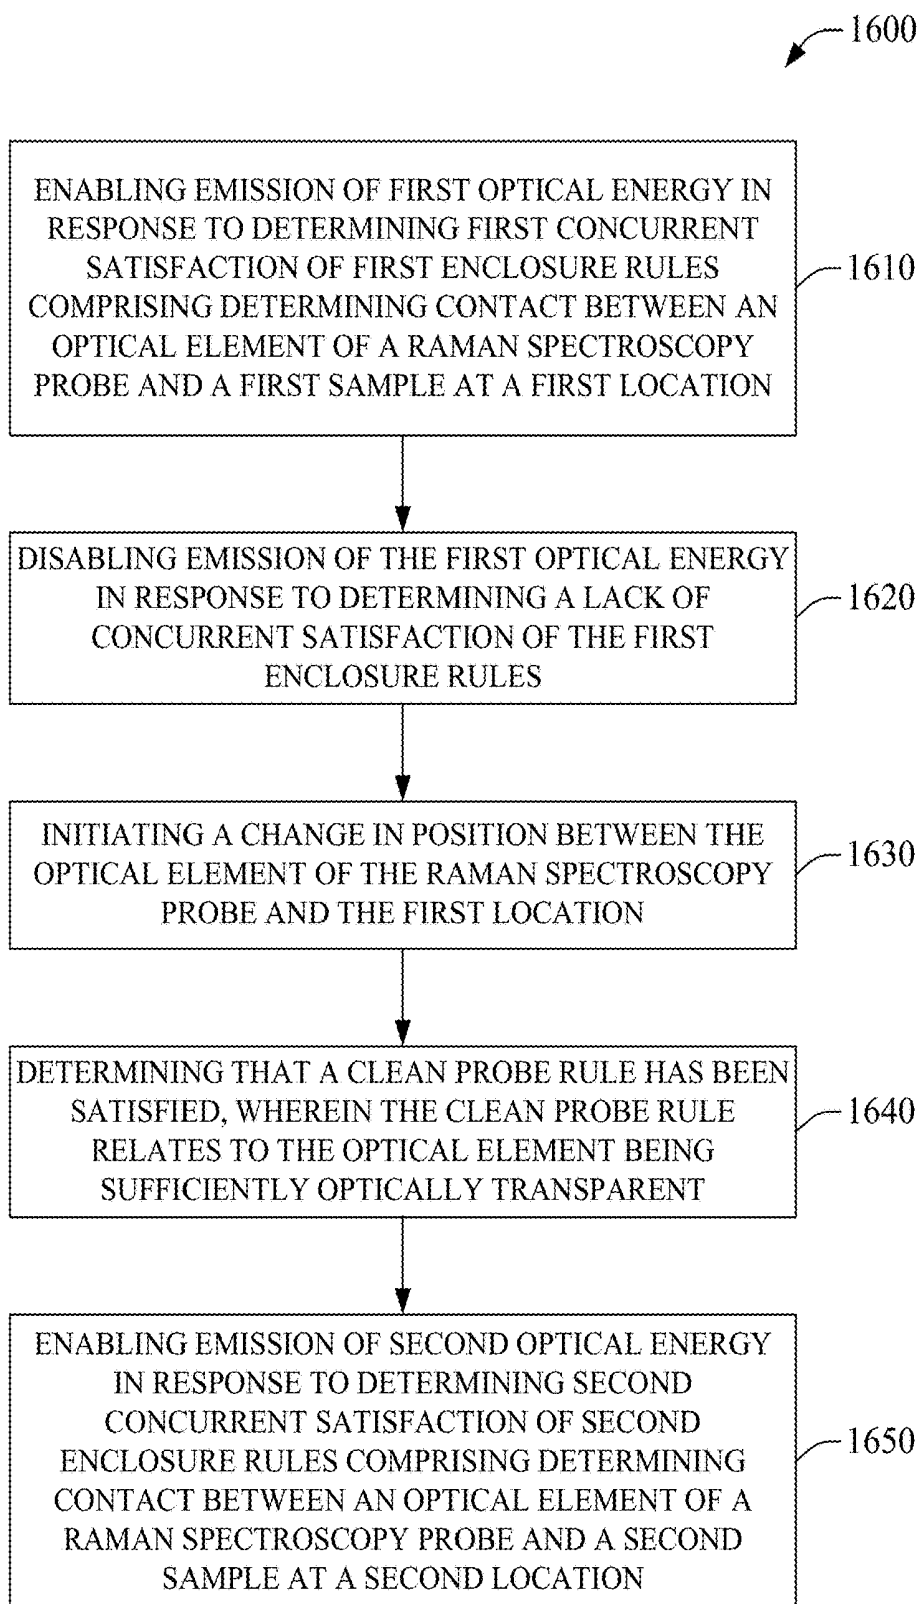 1600
ENABLING EMISSION OF FIRST OPTICAL ENERGY IN
RESPONSE TO DETERMINING FIRST CONCURRENT
SATISFACTION OF FIRST ENCLOSURE RULES
COMPRISING DETERMINING CONTACT BETWEEN AN
OPTICAL ELEMENT OF A RAMAN SPECTROSCOPY
PROBE AND A FIRST SAMPLE AT A FIRST LOCATION
1610
DISABLING EMISSION OF THE FIRST OPTICAL ENERGY
IN RESPONSE TO DETERMINING A LACK OF
CONCURRENT SATISFACTION OF THE FIRST
ENCLOSURE RULES
1620
INITIATING A CHANGE IN POSITION BETWEEN THE
OPTICAL ELEMENT OF THE RAMAN SPECTROSCOPY
PROBE AND THE FIRST LOCATION
1630
DETERMINING THAT A CLEAN PROBE RULE HAS BEEN
SATISFIED, WHEREIN THE CLEAN PROBE RULE
RELATES TO THE OPTICAL ELEMENT BEING
SUFFICIENTLY OPTICALLY TRANSPARENT
1640
ENABLING EMISSION OF SECOND OPTICAL ENERGY
IN RESPONSE TO DETERMINING SECOND
CONCURRENT SATISFACTION OF SECOND
ENCLOSURE RULES COMPRISING DETERMINING
CONTACT BETWEEN AN OPTICAL ELEMENT OF A
RAMAN SPECTROSCOPY PROBE AND A SECOND
SAMPLE AT A SECOND LOCATION
1650